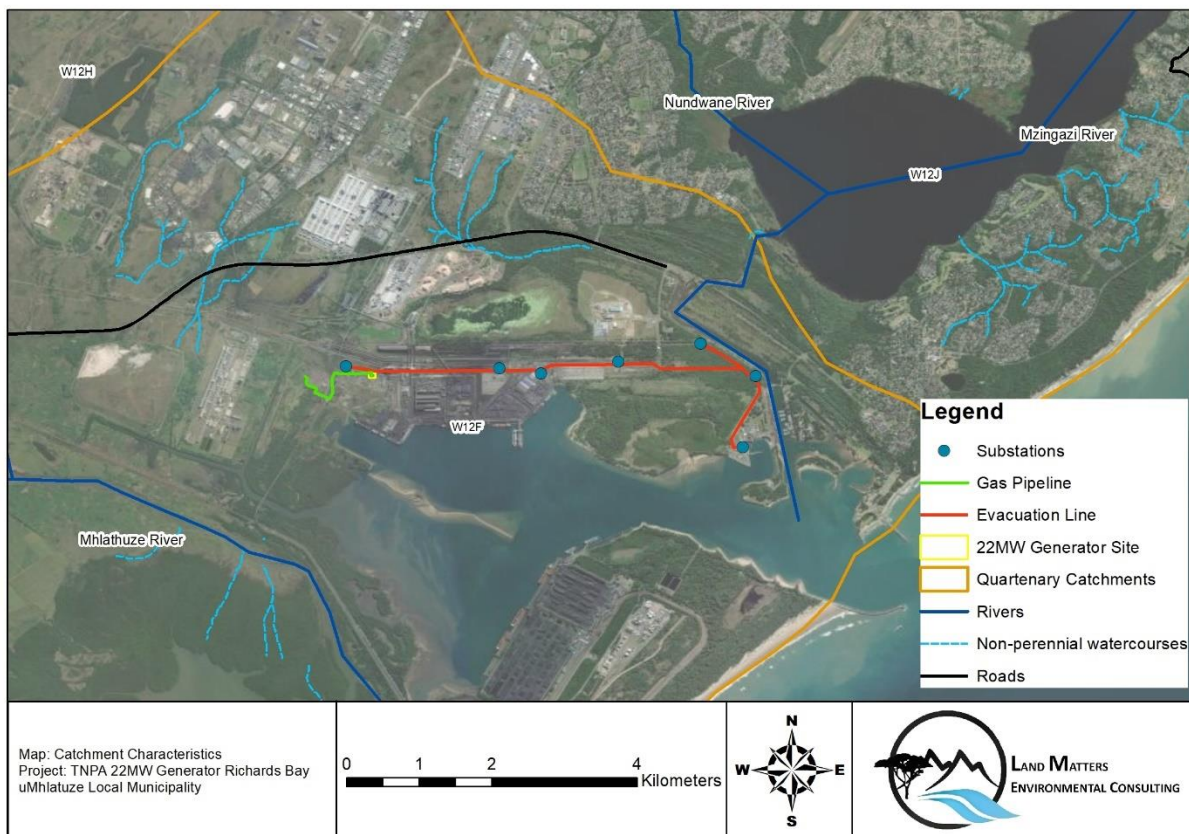 W12H
Nundwane River
Mzingazi River
W12J
W12F
Mhlathuze River
Legend
Substations
Gas Pipeline
Evacuation Line
22MW Generator Site
Quartenary Catchments
Rivers
Non-perennial watercourses
Roads
Map: Catchment Characteristics
Project: TNPA 22MW Generator Richards Bay
uMhlatuze Local Municipality
0 1 2 4
Kilometers
N
W E
S
LAND MATTERS
ENVIRONMENTAL CONSULTING